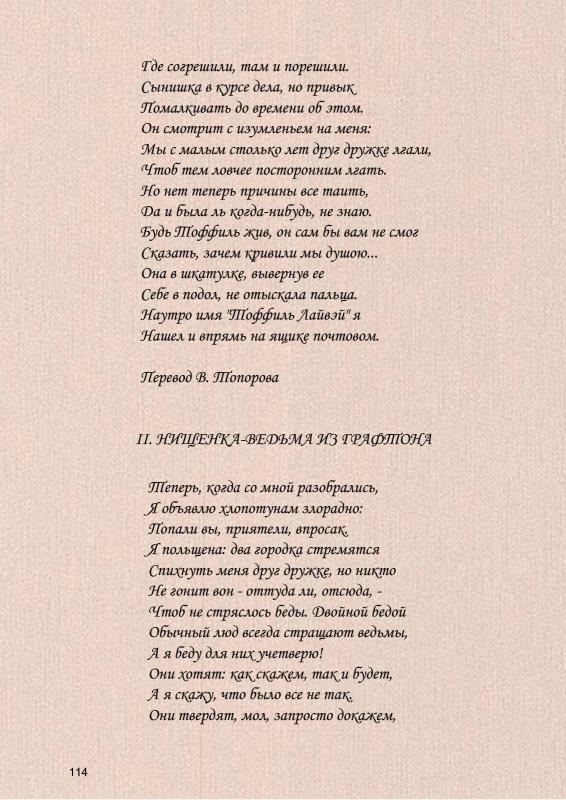 Где согрешили, там и порешили.
Сынишка в курсе дела, но привык
Помалкивать до времени об этом.
Он смотрит с изумленьем на меня:
Мы с малым столько лет друг дружке лгали,
Чтоб тем ловчее посторонним лгать.
Но нет теперь причины все таить,
Да и была ль когда-нибудь, не знаю.
Будь Тоффиль жив, он сам бы вам не смог
Сказать, зачем кривили мы душою...
Она в шкатулке, вывернув ее
Себе в подол, не отыскала пальца.
Наутро имя "Тоффиль Лайвэй" я
Нашел и впрямь на ящике почтовом.
Перевод В. Топорова
II. НИЩЕНКА-ВЕДЬМА ИЗ ГРАФТОНА
Теперь, когда со мной разобрались,
Я объявлю хлопотунам злорадно:
Попали вы, приятели, впросак.
Я польщена: два городка стремятся
Спихнуть меня друг дружке, но никто
Не гонит вон - оттуда ли, отсюда, -
Чтоб не стряслось беды. Двойной бедой
Обычный люд всегда стращают ведьмы,
А я беду для них учетверю!
Они хотят: как скажем, так и будет,
А я скажу, что было все не так.
Они твердят, мол, запросто докажем,
114